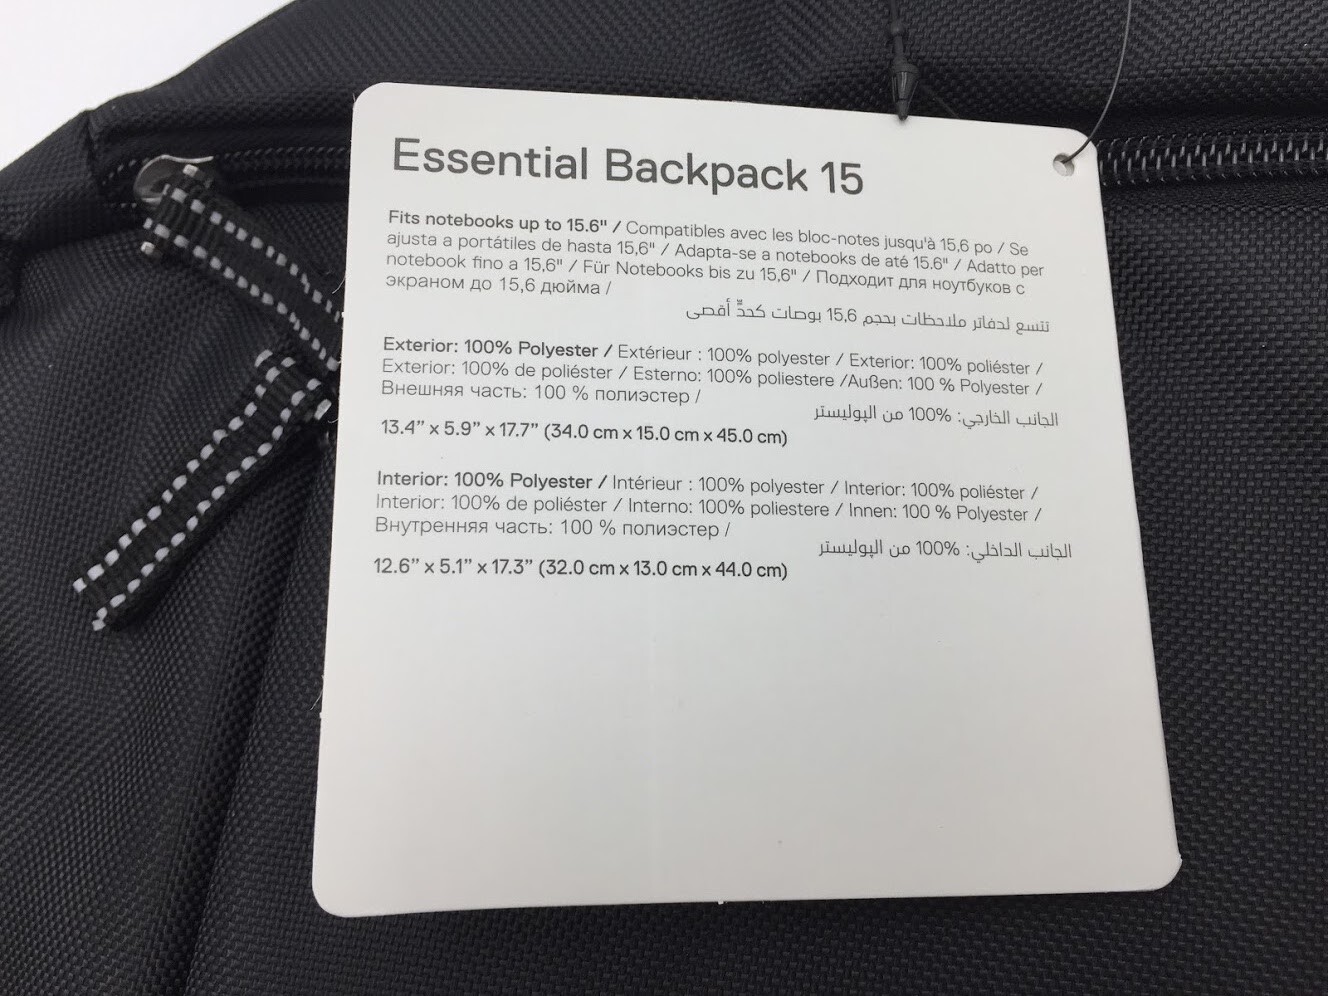 Essential Backpack 15
Fits notebooks up to 15.6" / Compatibles avec les bloc-notes jusqu'à 15,6 po / Se
ajusta a portátiles de hasta 15,6" / Adapta-se a notebooks de até 15.6" / Adatto per
notebook fino a 15,6" / Für Notebooks bis zu 15,6" / Подходит для ноутбуков с
экраном до 15,6 дюйма /
تتسع لدفاتر ملاحظات بحجم 15,6 بوصات كحدٍّ أقصى
Exterior: 100% Polyester / Extérieur : 100% polyester / Exterior: 100% poliéster /
Exterior: 100% de poliéster / Esterno: 100% poliestere /Außen: 100 % Polyester /
Внешняя часть: 100 % полиэстер /
الجانب الخارجي: %100 من البوليستر
13.4” x 5.9” x 17.7” (34.0 cm x 15.0 cm x 45.0 cm)
Interior: 100% Polyester / Intérieur : 100% polyester / Interior: 100% poliéster /
Interior: 100% de poliéster / Interno: 100% poliestere / Innen: 100 % Polyester /
Внутренняя часть: 100 % полиэстер /
الجانب الداخلي: %100 من البوليستر
12.6” x 5.1” x 17.3” (32.0 cm x 13.0 cm x 44.0 cm)